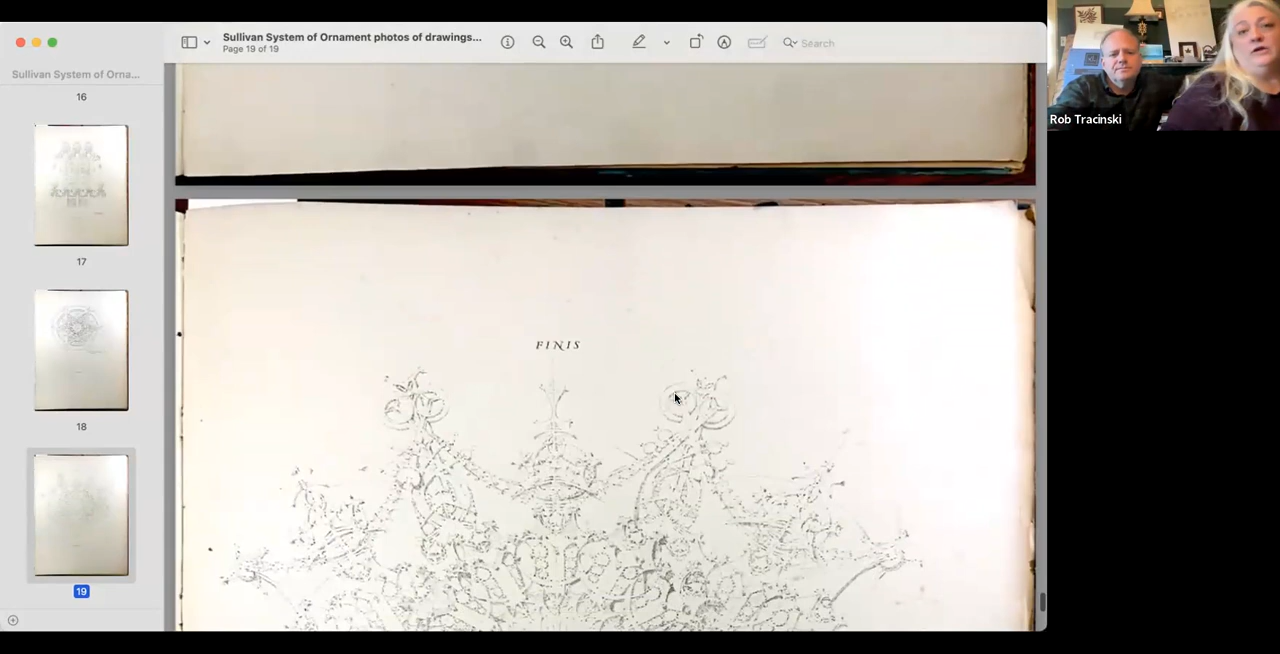 Sullivan System of Ornament photos of drawings...
Page 19 of 19
Search
Sullivan System of Orna...
16
17
18
19
FINIS
Rob Tracinski